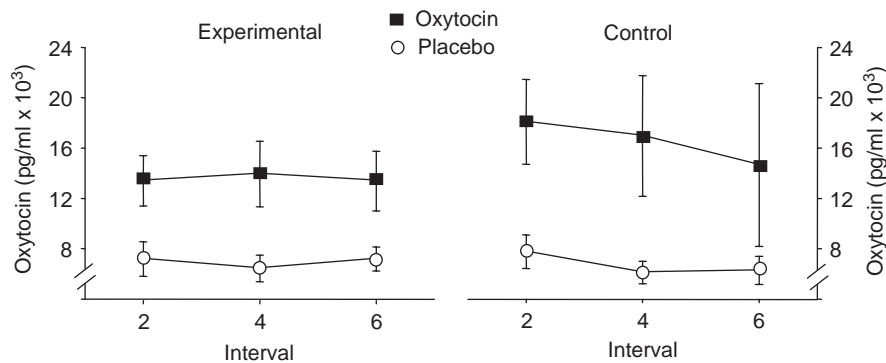 Oxytocin
Placebo
Experimental
Control
Oxytocin (pg/ml x 10³)
24
20
16
12
8
2
4
6
Interval
24
20
16
12
8
Oxytocin (pg/ml x 10³)
2
4
6
Interval